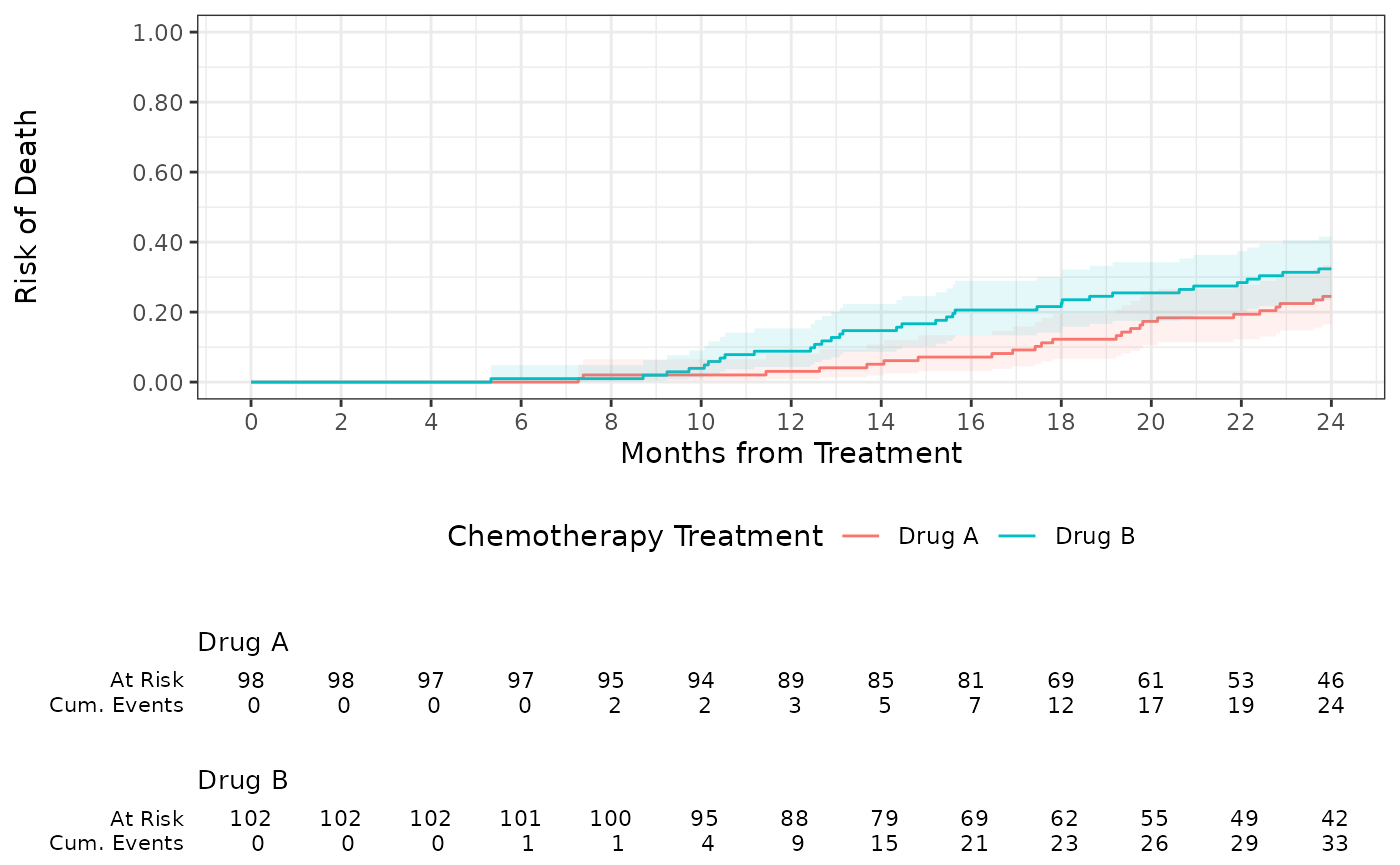 1.00
0.80
0.60
0.40
0.20
0.00
Risk of Death
0 2 4 6 8 10 12 14 16 18 20 22 24
Months from Treatment
Chemotherapy Treatment Drug A Drug B
Drug A
At Risk 98 98 97 97 95 94 89 85 81 69 61 53 46
Cum. Events 0 0 0 0 2 2 3 5 7 12 17 19 24
Drug B
At Risk 102 102 102 101 100 95 88 79 69 62 55 49 42
Cum. Events 0 0 0 1 1 4 9 15 21 23 26 29 33